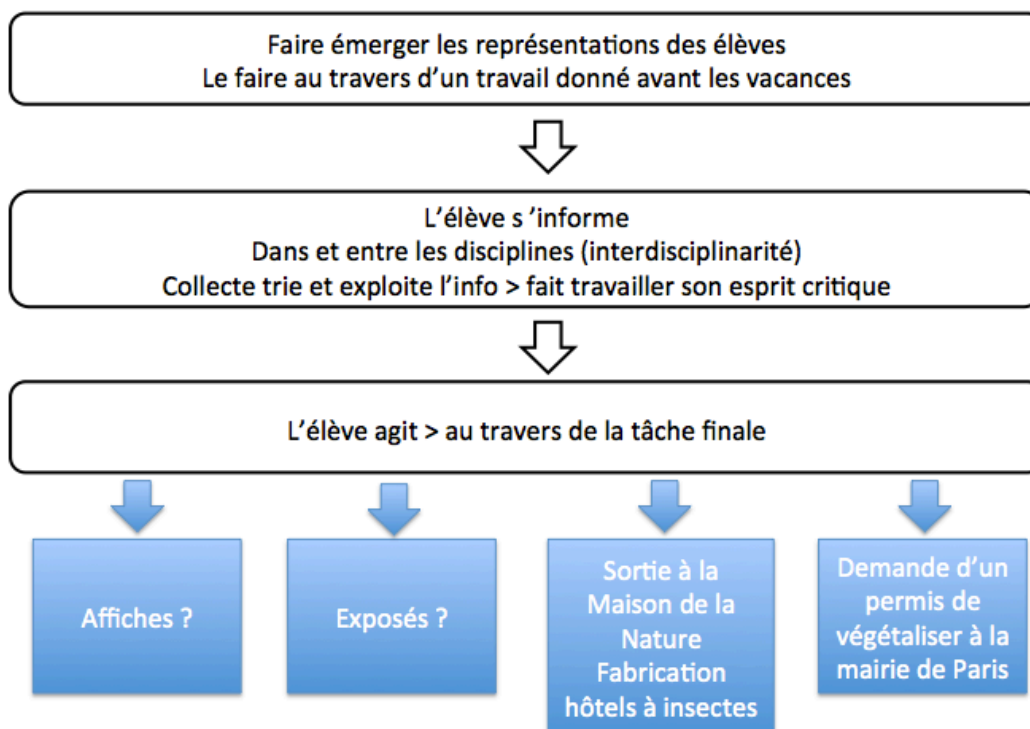 Faire émerger les représentations des élèves
Le faire au travers d’un travail donné avant les vacances
L’élève s ’informe
Dans et entre les disciplines (interdisciplinarité)
Collecte trie et exploite l’info > fait travailler son esprit critique
L’élève agit > au travers de la tâche finale
Affiches ?
Exposés ?
Sortie à la
Maison de la
Nature
Fabrication
hôtels à insectes
Demande d’un
permis de
végétaliser à la
mairie de Paris